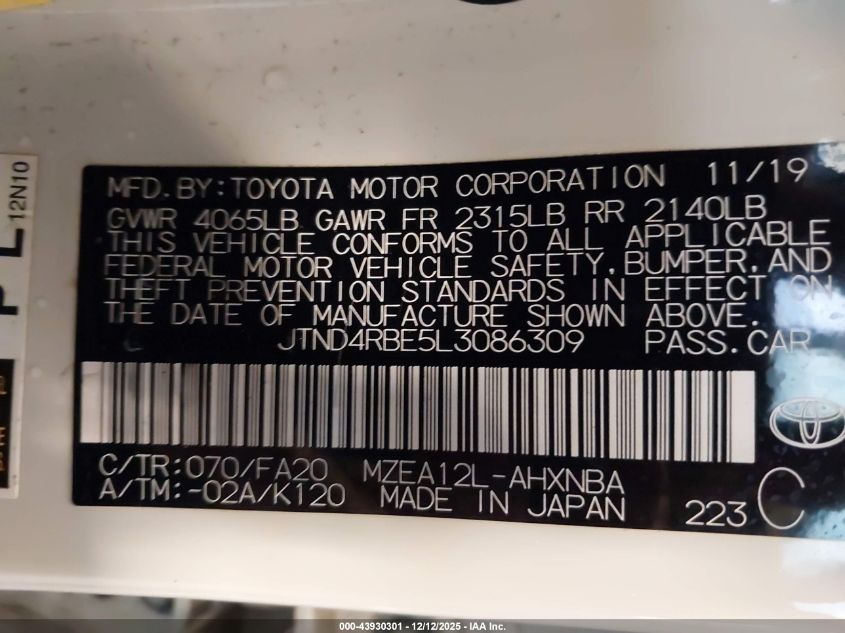 12N10
PL
MFD. BY: TOYOTA MOTOR CORPORATION 11/19
GVWR 4065LB GAWR FR 2315LB RR 2140LB
THIS VEHICLE CONFORMS TO ALL APPLICABLE
FEDERAL MOTOR VEHICLE SAFETY, BUMPER, AND
THEFT PREVENTION STANDARDS IN EFFECT ON
THE DATE OF MANUFACTURE SHOWN ABOVE.
JTND4RBE5L3086309 PASS. CAR
C/TR: 070/FA20 MZEA12L-AHXNBA
A/TM: -02A/K120 MADE IN JAPAN 223 C
000-43930301 - 12/12/2025 - IAA Inc.